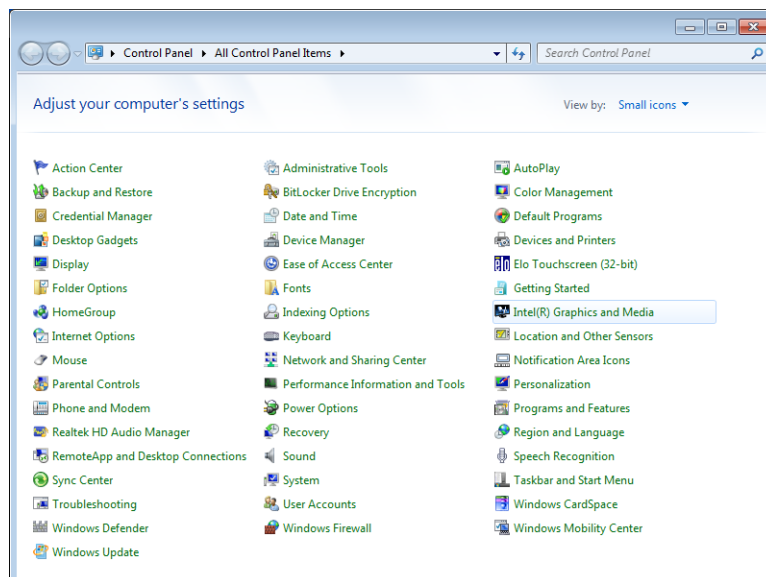 Control Panel All Control Panel Items Search Control Panel
Adjust your computer's settings View by: Small icons
Action Center Administrative Tools AutoPlay
Backup and Restore BitLocker Drive Encryption Color Management
Credential Manager Date and Time Default Programs
Desktop Gadgets Device Manager Devices and Printers
Display Ease of Access Center Elo Touchscreen (32-bit)
Folder Options Fonts Getting Started
HomeGroup Indexing Options Intel(R) Graphics and Media
Internet Options Keyboard Location and Other Sensors
Mouse Network and Sharing Center Notification Area Icons
Parental Controls Performance Information and Tools Personalization
Phone and Modem Power Options Programs and Features
Realtek HD Audio Manager Recovery Region and Language
RemoteApp and Desktop Connections Sound Speech Recognition
Sync Center System Taskbar and Start Menu
Troubleshooting User Accounts Windows CardSpace
Windows Defender Windows Firewall Windows Mobility Center
Windows Update